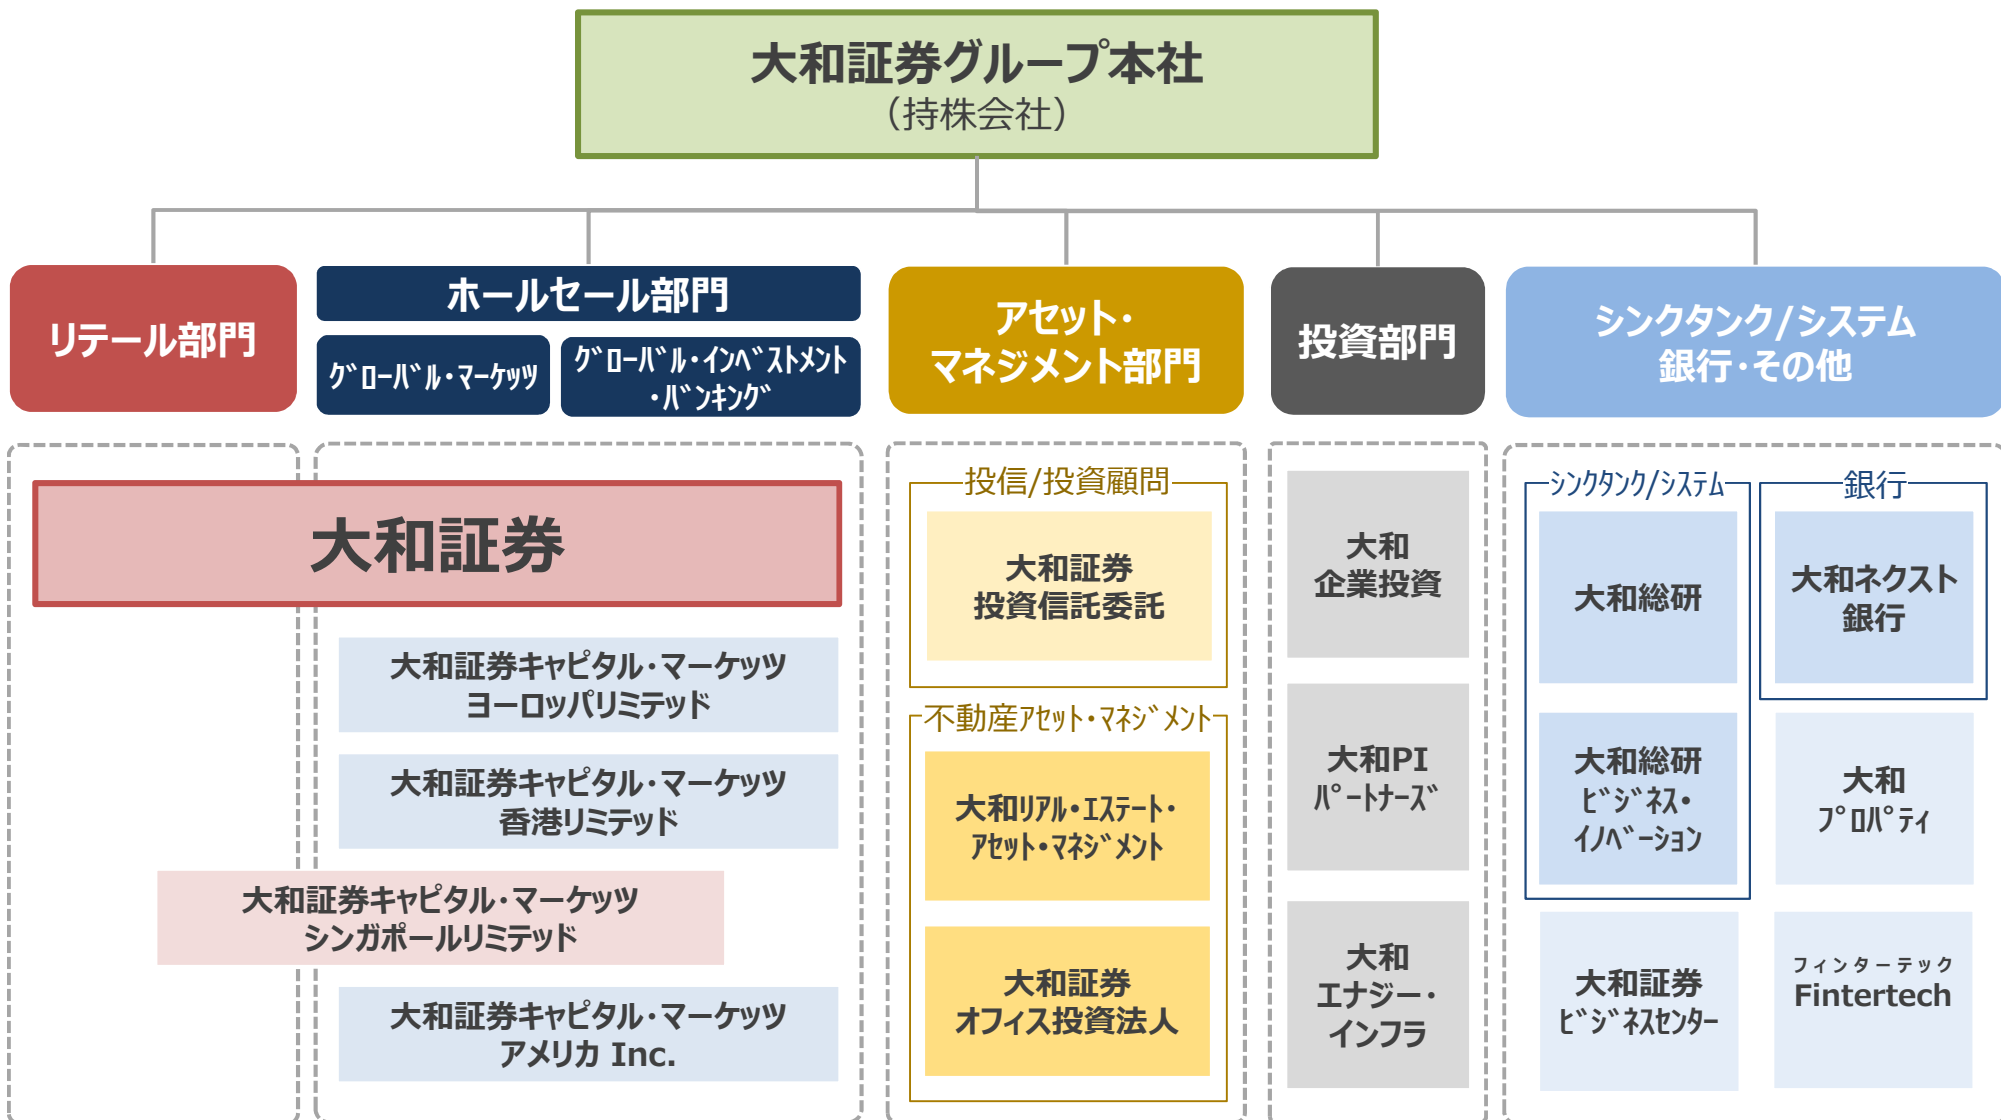 大和証券グループ本社
（持株会社）
リテール部門
ホールセール部門
ｸﾞﾛｰﾊﾞﾙ・ﾏｰｹｯﾂ
ｸﾞﾛｰﾊﾞﾙ・ｲﾝﾍﾞｽﾄﾒﾝﾄ
・ﾊﾞﾝｷﾝｸﾞ
アセット・
マネジメント部門
投資部門
シンクタンク/システム
銀行・その他
大和証券
大和証券キャピタル・マーケッツ
ヨーロッパリミテッド
大和証券キャピタル・マーケッツ
香港リミテッド
大和証券キャピタル・マーケッツ
シンガポールリミテッド
大和証券キャピタル・マーケッツ
アメリカ Inc.
投信/投資顧問
大和証券
投資信託委託
不動産ｱｾｯﾄ・ﾏﾈｼﾞﾒﾝﾄ
大和ﾘｱﾙ・ｴｽﾃｰﾄ・
ｱｾｯﾄ・ﾏﾈｼﾞﾒﾝﾄ
大和証券
オフィス投資法人
大和
企業投資
大和PI
ﾊﾟｰﾄﾅｰｽﾞ
大和
エナジー・
インフラ
ｼﾝｸﾀﾝｸ/ｼｽﾃﾑ
大和総研
大和総研
ﾋﾞｼﾞﾈｽ・
ｲﾉﾍﾞｰｼｮﾝ
大和証券
ﾋﾞｼﾞﾈｽｾﾝﾀｰ
銀行
大和ネクスト
銀行
大和
ﾌﾟﾛﾊﾟﾃｨ
フィンターテック
Fintertech